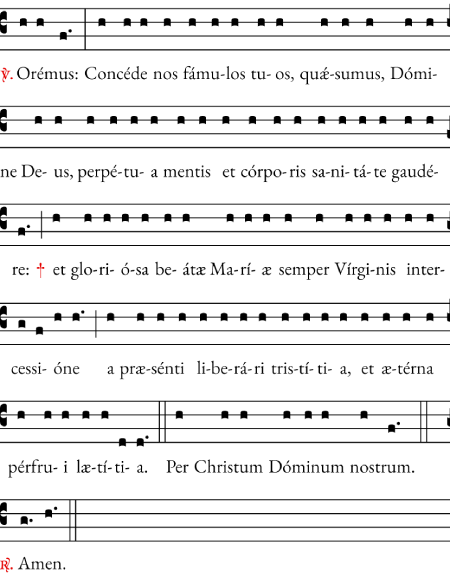 ℣. Orémus: Concéde nos fámu-los tu- os, quǽ-sumus, Dómi-
ne De- us, perpé-tu- a mentis et córpo-ris sa-ni-tá-te gaudé-
re: † et glo-ri- ó-sa be- átæ Ma-rí- æ semper Vírgi-nis inter-
cessi- óne a præ-sénti li-be-rá-ri tris-tí-ti- a, et æ-térna
pérfru- i læ-tí-ti- a. Per Christum Dóminum nostrum.
℟. Amen.